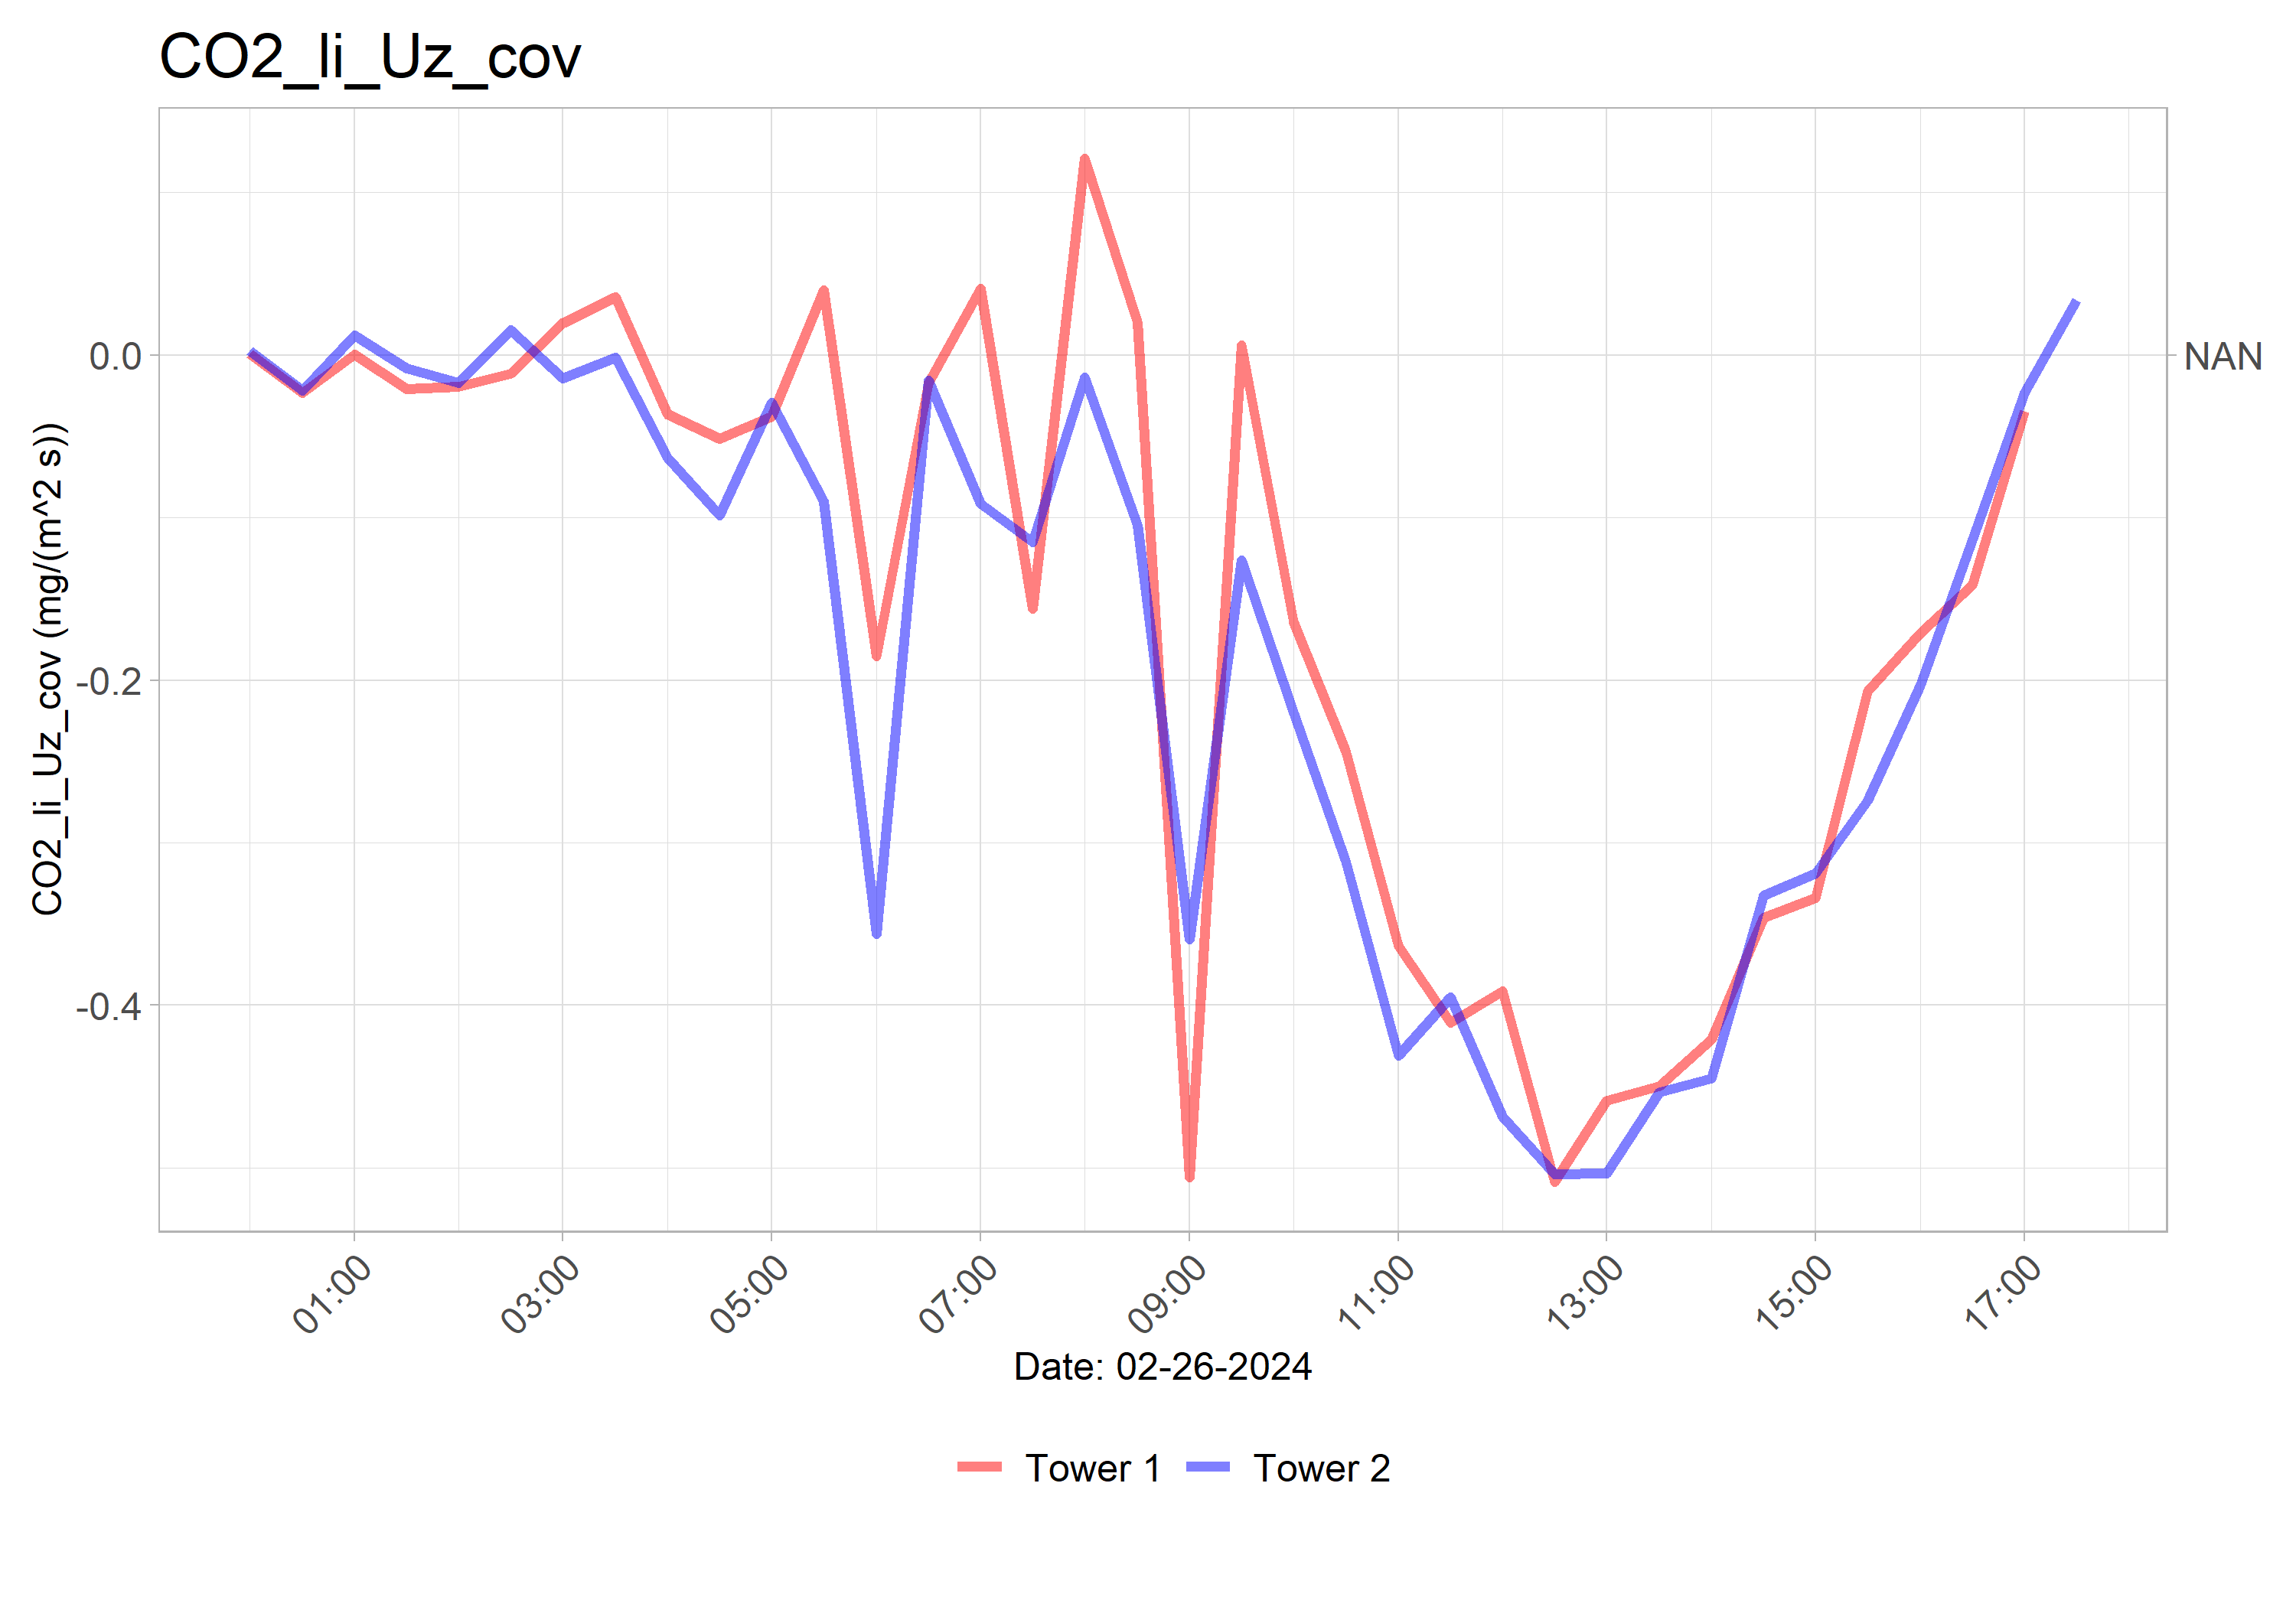 CO2_li_Uz_cov
CO2_li_Uz_cov (mg/(m^2 s))
0.0
-0.2
-0.4
NAN
01:00 03:00 05:00 07:00 09:00 11:00 13:00 15:00 17:00
Date: 02-26-2024
Tower 1 Tower 2